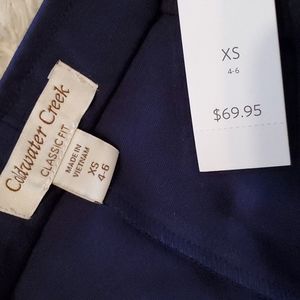 Coldwater Creek
CLASSIC FIT
MADE IN
VIETNAM
XS
4-6
XS
4-6
$69.95